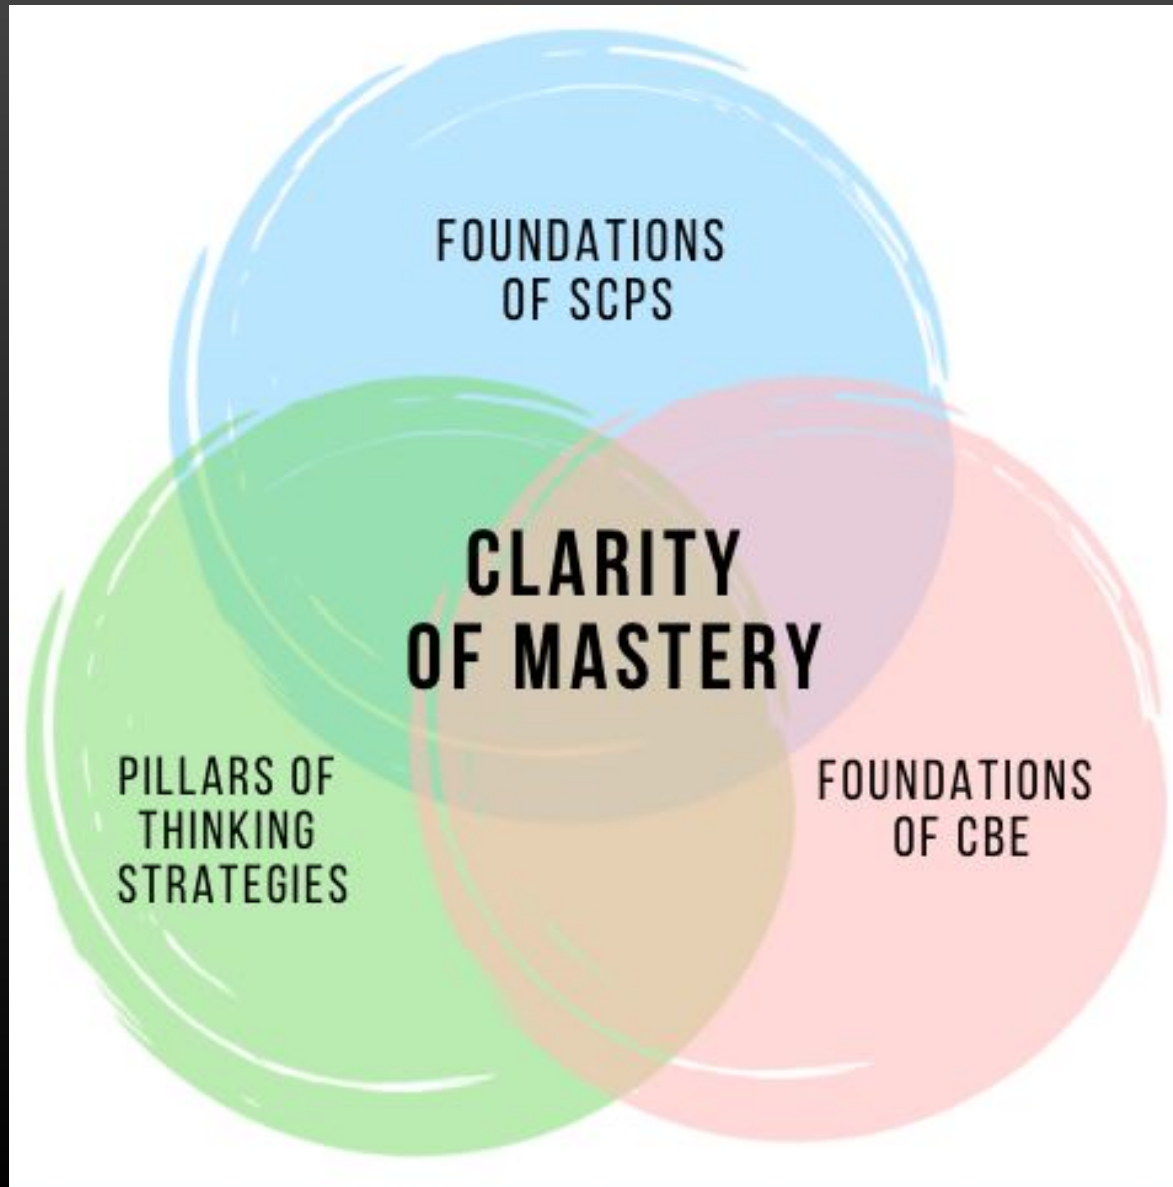 FOUNDATIONS
OF SCPS
CLARITY
OF MASTERY
PILLARS OF
THINKING
STRATEGIES
FOUNDATIONS
OF CBE